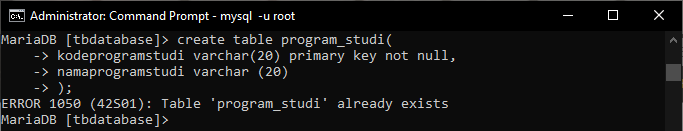 Administrator: Command Prompt - mysql  -u root
MariaDB [tbdatabase]> create table program_studi(
    -> kodeprogramstudi varchar(20) primary key not null,
    -> namaprogramstudi varchar (20)
    -> );
ERROR 1050 (42S01): Table 'program_studi' already exists
MariaDB [tbdatabase]>